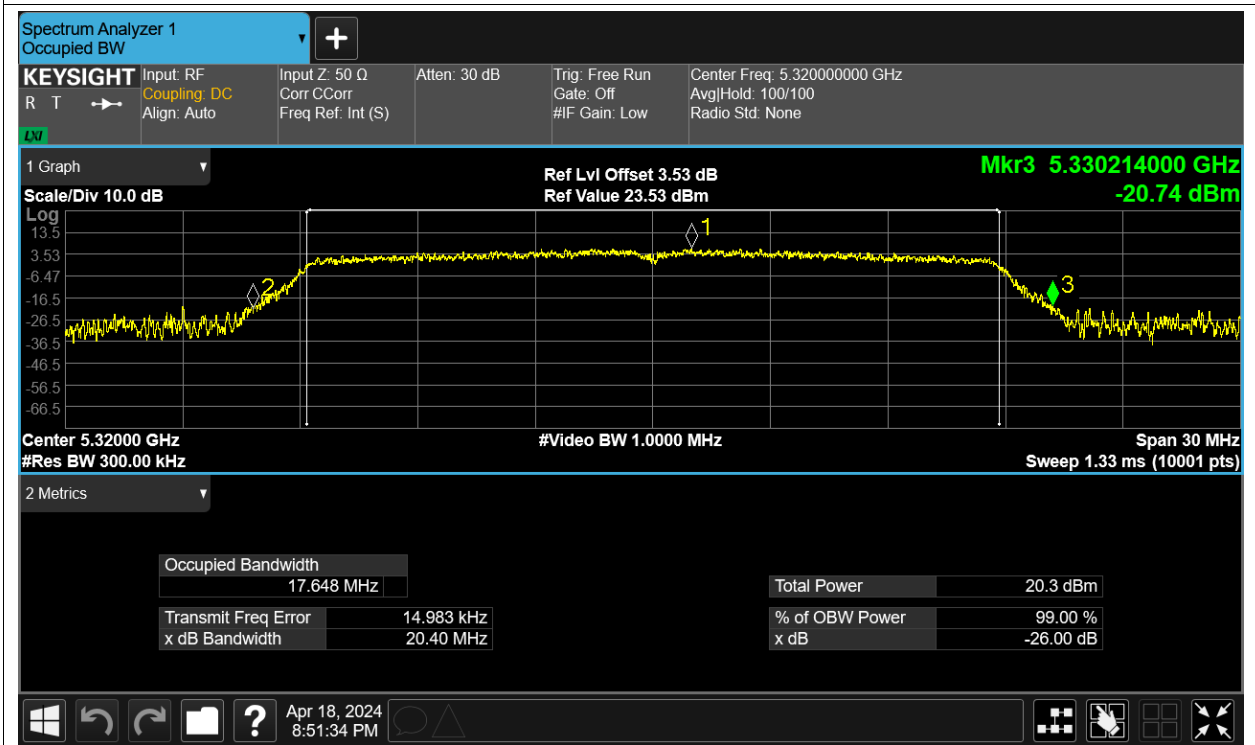 Spectrum Analyzer 1
Occupied BW
KEYSIGHT
R T
LXI
Input: RF
Coupling: DC
Align: Auto
Input Z: 50 Ω
Corr CCorr
Freq Ref: Int (S)
Atten: 30 dB
Trig: Free Run
Gate: Off
#IF Gain: Low
Center Freq: 5.320000000 GHz
Avg|Hold: 100/100
Radio Std: None
1 Graph
Scale/Div 10.0 dB
Ref Lvl Offset 3.53 dB
Ref Value 23.53 dBm
Mkr3 5.330214000 GHz
-20.74 dBm
Log
13.5
3.53
-6.47
-16.5
-26.5
-36.5
-46.5
-56.5
-66.5
1
2
3
Center 5.32000 GHz
#Res BW 300.00 kHz
#Video BW 1.0000 MHz
Span 30 MHz
Sweep 1.33 ms (10001 pts)
2 Metrics
Occupied Bandwidth
17.648 MHz
Transmit Freq Error 14.983 kHz
x dB Bandwidth 20.40 MHz
Total Power 20.3 dBm
% of OBW Power 99.00 %
x dB -26.00 dB
?
Apr 18, 2024
8:51:34 PM